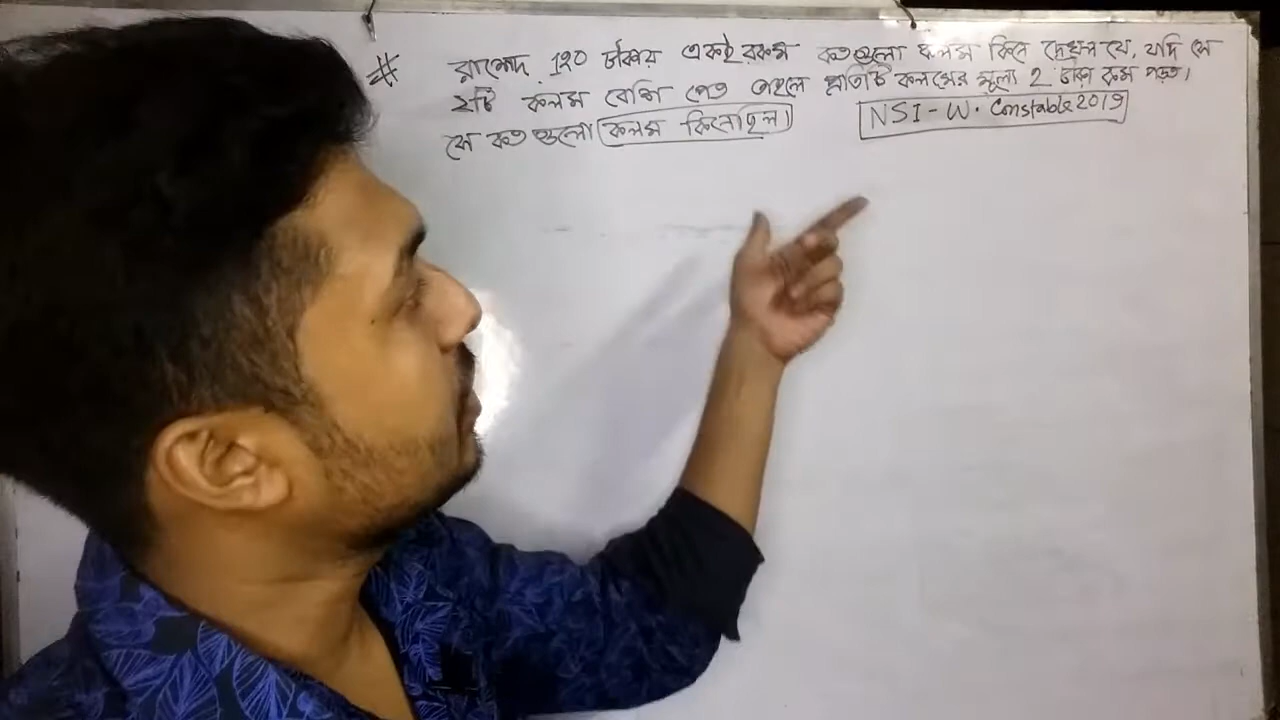 # রাশেদ 120 টাকায় একই রকম কতগুলো কলম কিনে দেখল যে, যদি সে
২টি কলম বেশি পেত তাহলে প্রতিটি কলমের মূল্য 2 টাকা কম পড়ত।
সে কতগুলো কলম কিনেছিল। NSI-W. Constable 2019